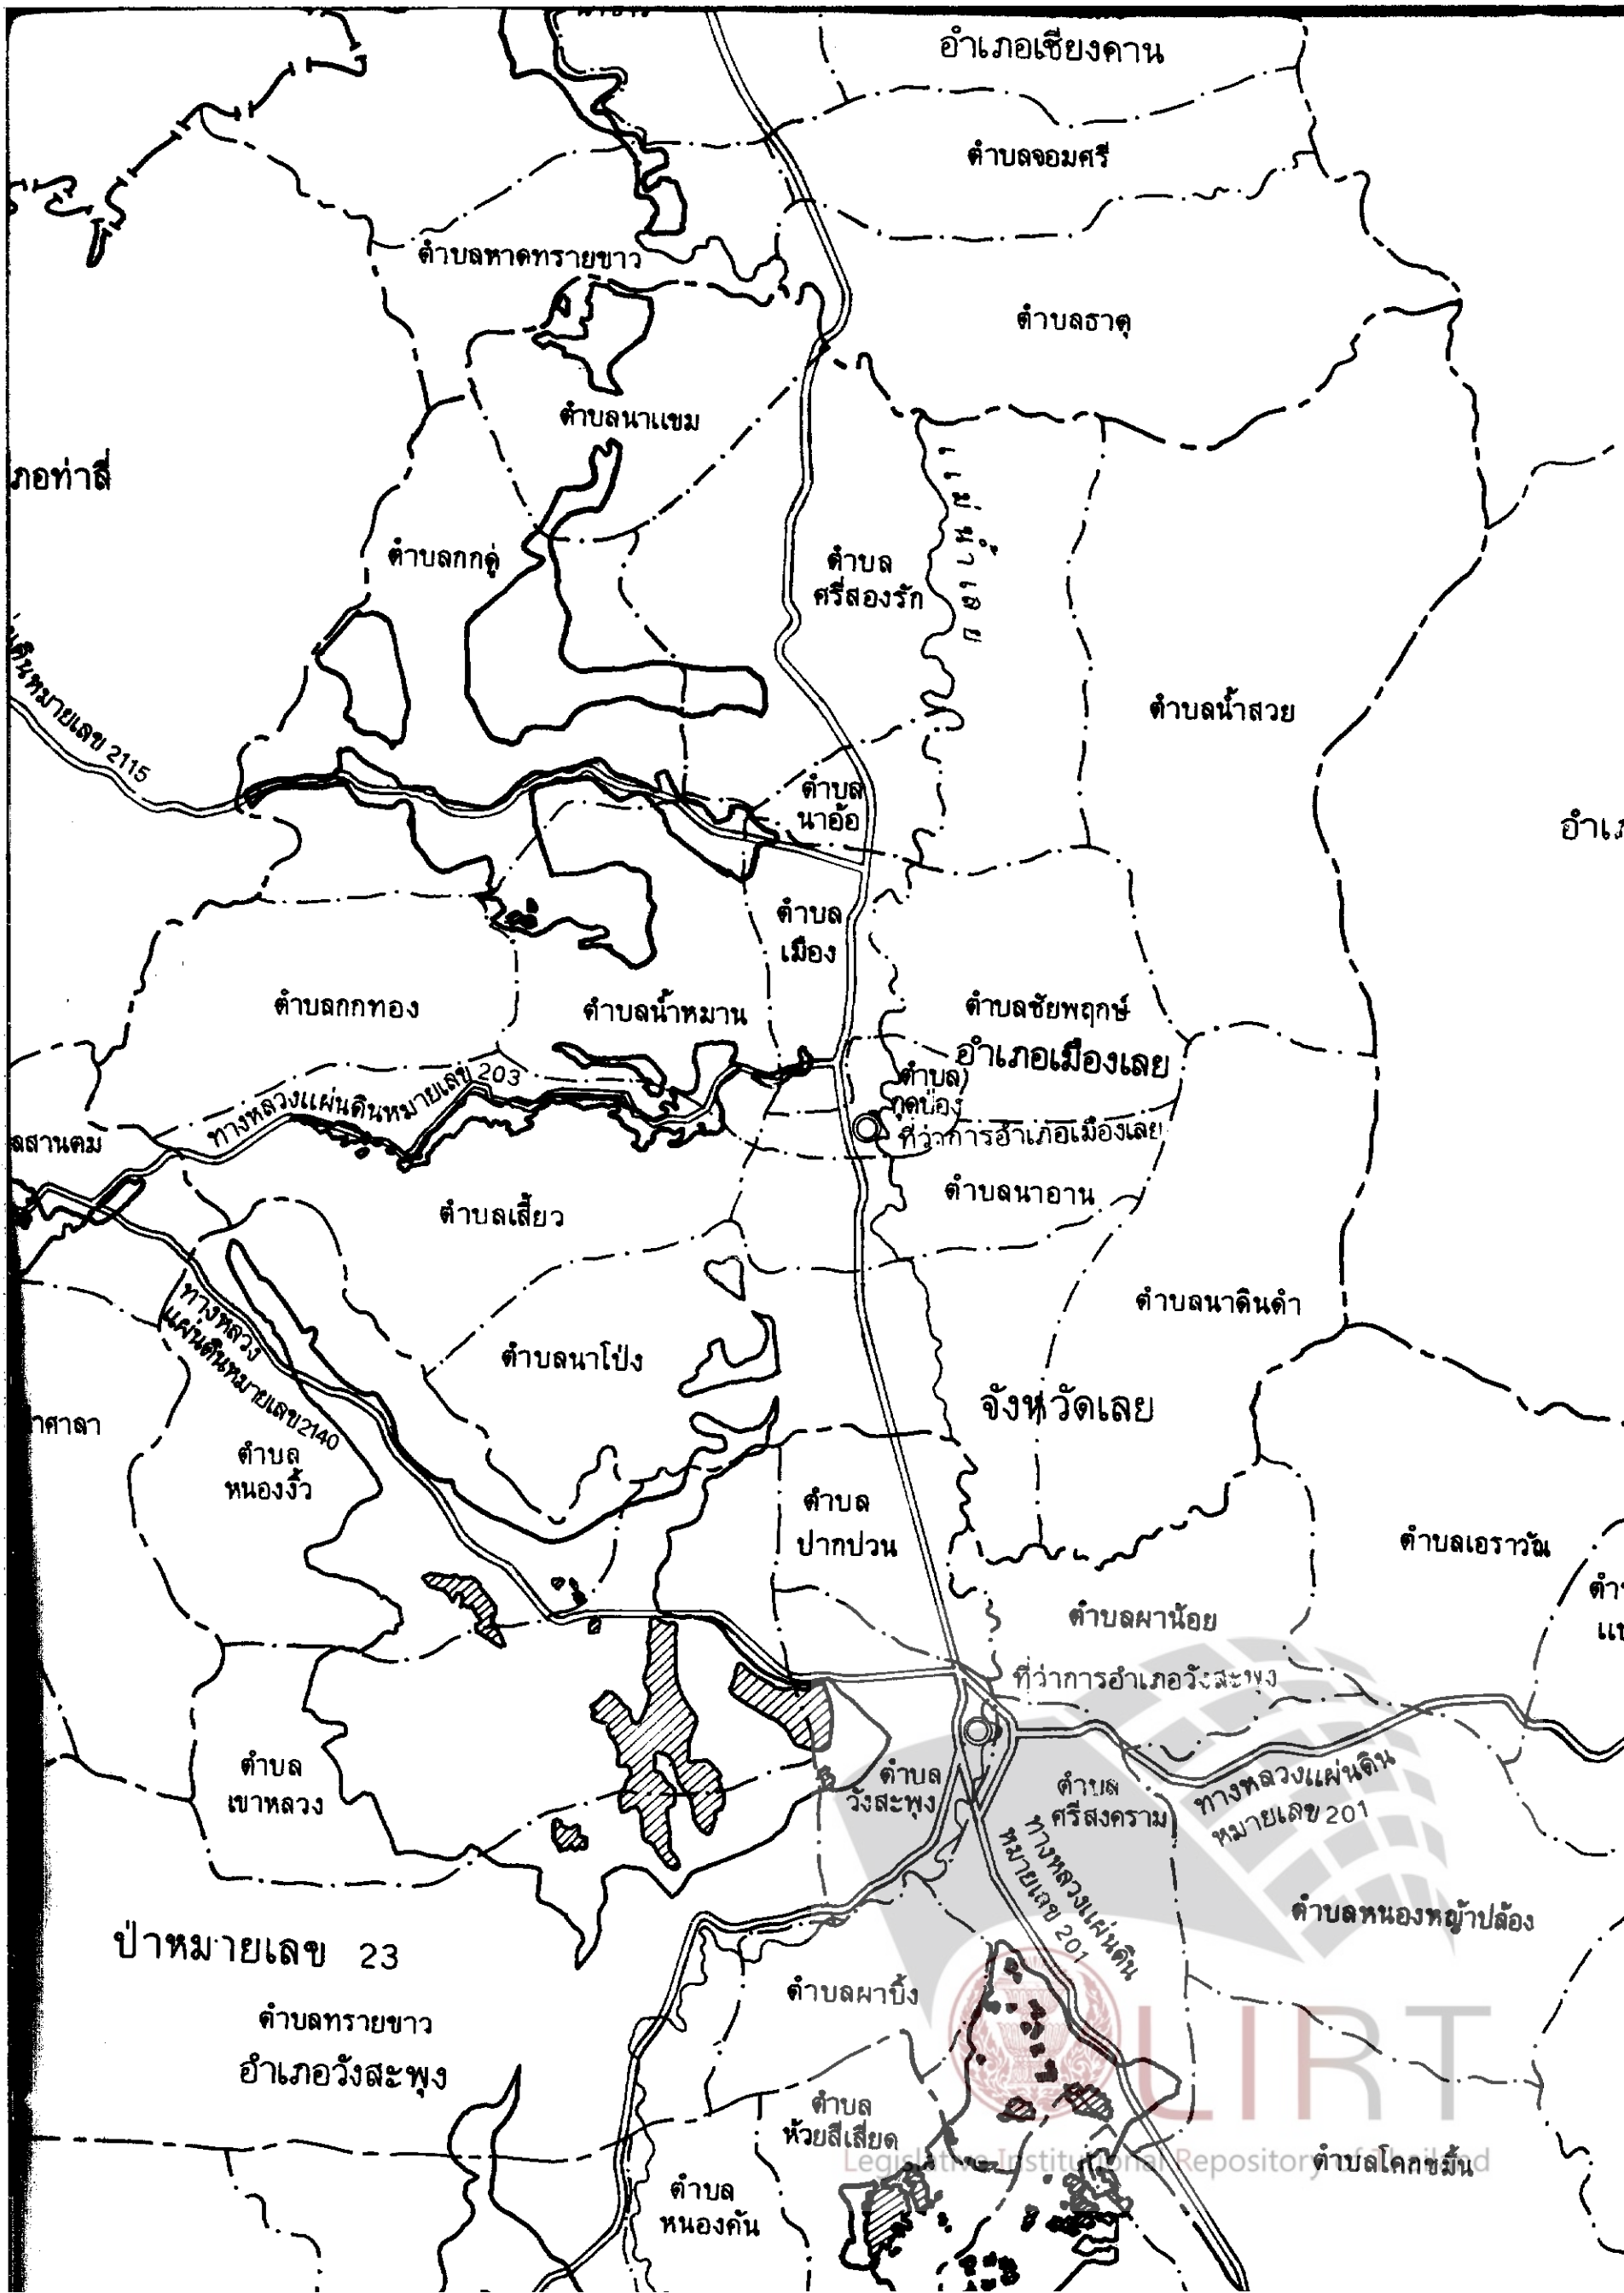 อำเภอเชียงคาน
ตำบลจอมศรี
ตำบลหาดทรายขาว
ตำบลธาตุ
ตำบลนาแขม
ภอท่าลี่
ตำบลกกดู่
ตำบล
ศรีสองรัก
แม่น้ำเลย
หมายเลข 2115
ตำบลน้ำสวย
ตำบล
นาอ้อ
อำเภ
ตำบล
เมือง
ตำบลกกทอง
ตำบลน้ำหมาน
ตำบลชัยพฤกษ์
อำเภอเมืองเลย
ทางหลวงแผ่นดินหมายเลข 203
ตำบล
กุดป่อง
ที่ว่าการอำเภอเมืองเลย
ลสานตม
ตำบลนาอาน
ตำบลเสี้ยว
ตำบลนาดินดำ
ทางหลวง
แผ่นดินหมายเลข2140
ตำบลนาโป่ง
จังหวัดเลย
าศาลา
ตำบล
หนองงิ้ว
ตำบล
ปากปวน
ตำบลเอราวัณ
ตำบลผาน้อย
ที่ว่าการอำเภอวังสะพุง
ตำบล
เขาหลวง
ตำบล
วังสะพุง
ตำบล
ศรีสงคราม
ทางหลวงแผ่นดิน
หมายเลข 201
ทางหลวงแผ่นดิน
หมายเลข 201
ตำบลหนองหญ้าปล้อง
ป่าหมายเลข 23
ตำบลผาบิ้ง
ตำบลทรายขาว
อำเภอวังสะพุง
LIRT
ตำบล
ห้วยสีเสียด
Legislative Institutional Repository of Thailand
ตำบลโคกขมิ้น
ตำบล
หนองคัน